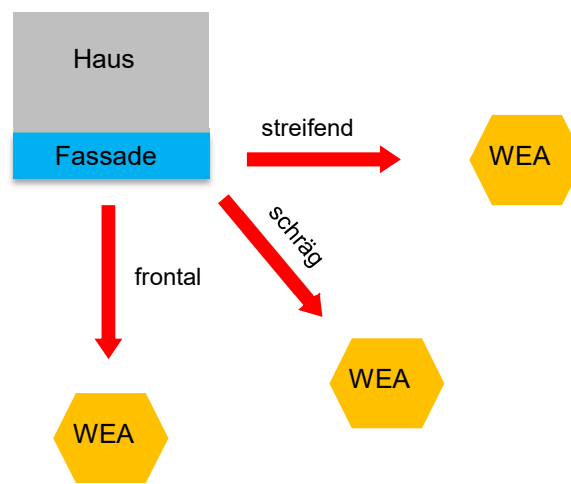 Haus
streifend
WEA
Fassade
schräg
frontal
WEA
WEA